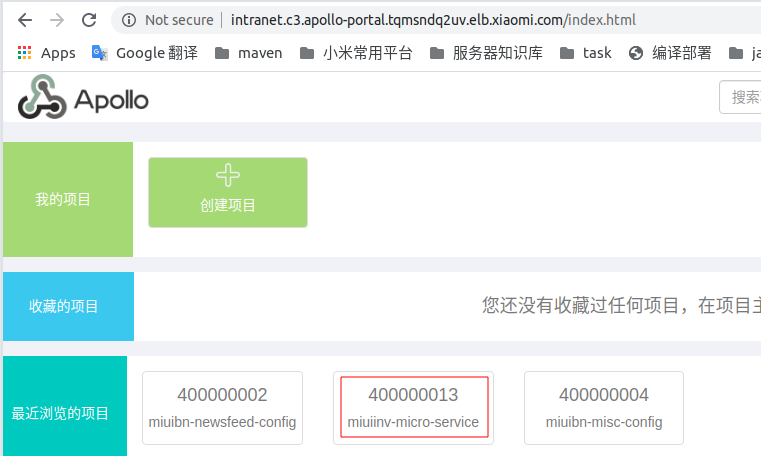 Not secure | intranet.c3.apollo-portal.tqmsndq2uv.elb.xiaomi.com/index.html
Apps Google 翻译 maven 小米常用平台 服务器知识库 task 编译部署 ja
Apollo
搜索
我的项目
创建项目
收藏的项目
您还没有收藏过任何项目，在项目主
最近浏览的项目
400000002
miuibn-newsfeed-config
400000013
miuiinv-micro-service
400000004
miuibn-misc-config